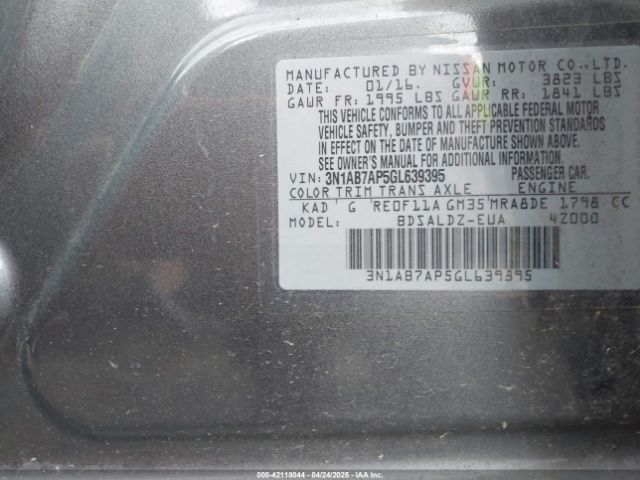 MANUFACTURED BY NISSAN MOTOR CO.,LTD.
DATE: 01/16. GVWR: 3823 LBS
GAWR FR: 1995 LBS GAWR RR: 1841 LBS
THIS VEHICLE CONFORMS TO ALL APPLICABLE FEDERAL MOTOR
VEHICLE SAFETY, BUMPER AND THEFT PREVENTION STANDARDS
IN EFFECT ON THE DATE OF MANUFACTURE SHOWN ABOVE.
SEE OWNER'S MANUAL FOR MORE INFORMATION
VIN: 3N1AB7AP5GL639395 PASSENGER CAR.
COLOR TRIM TRANS AXLE ENGINE
KAD G RE0F11A GM35 MRA8DE 1798 CC
MODEL: BDSALDZ-EUA 42000
3N1AB7AP5GL639395
000-42118044 - 04/24/2025 - IAA Inc.